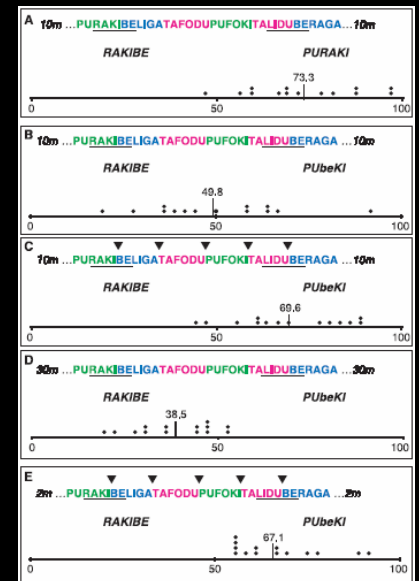 A 10m ...PURAKIBELIGATAFODUPUFOKITALIDUBERAGA...10m
RAKIBE PURAKI
73.3
0 50 100
B 10m ...PURAKIBELIGATAFODUPUFOKITALIDUBERAGA...10m
RAKIBE PUbeKI
49.8
0 50 100
C
10m ...PURAKIBELIGATAFODUPUFOKITALIDUBERAGA ...10m
RAKIBE PUbeKI
69.6
0 50 100
D
30m ...PURAKIBELIGATAFODUPUFOKITALIDUBERAGA ...30m
RAKIBE PUbeKI
38,5
0 50 100
E
2m ...PURAKIBELIGATAFODUPUFOKITALIDUBERAGA ...2m
RAKIBE PUbeKI
67,1
0 50 100